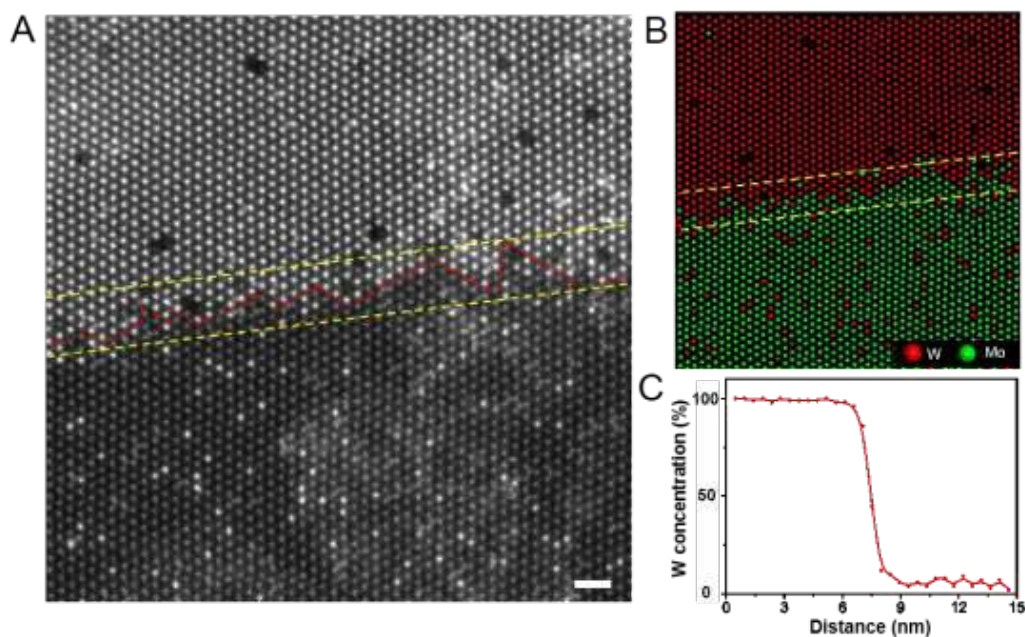 A
B
W Mo
C
W concentration (%)
100
50
0
0 3 6 9 12 15
Distance (nm)